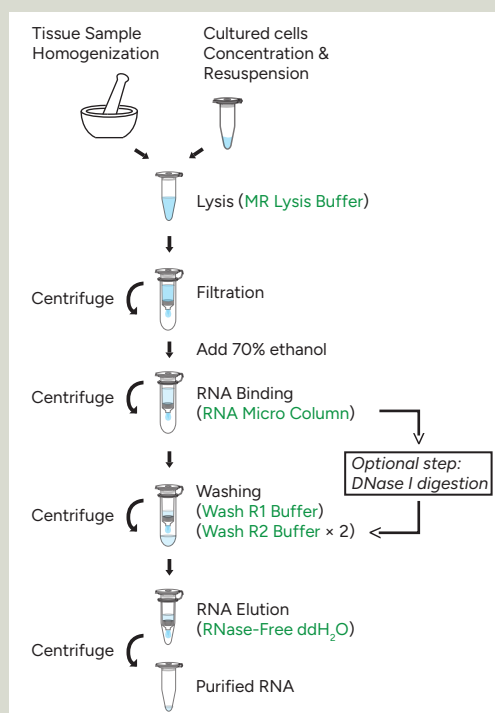 Tissue Sample
Homogenization
Cultured cells
Concentration &
Resuspension
Lysis (MR Lysis Buffer)
Centrifuge
Filtration
Add 70% ethanol
Centrifuge
RNA Binding
(RNA Micro Column)
Optional step:
DNase I digestion
Centrifuge
Washing
(Wash R1 Buffer)
(Wash R2 Buffer × 2)
RNA Elution
(RNase-Free ddH₂O)
Centrifuge
Purified RNA